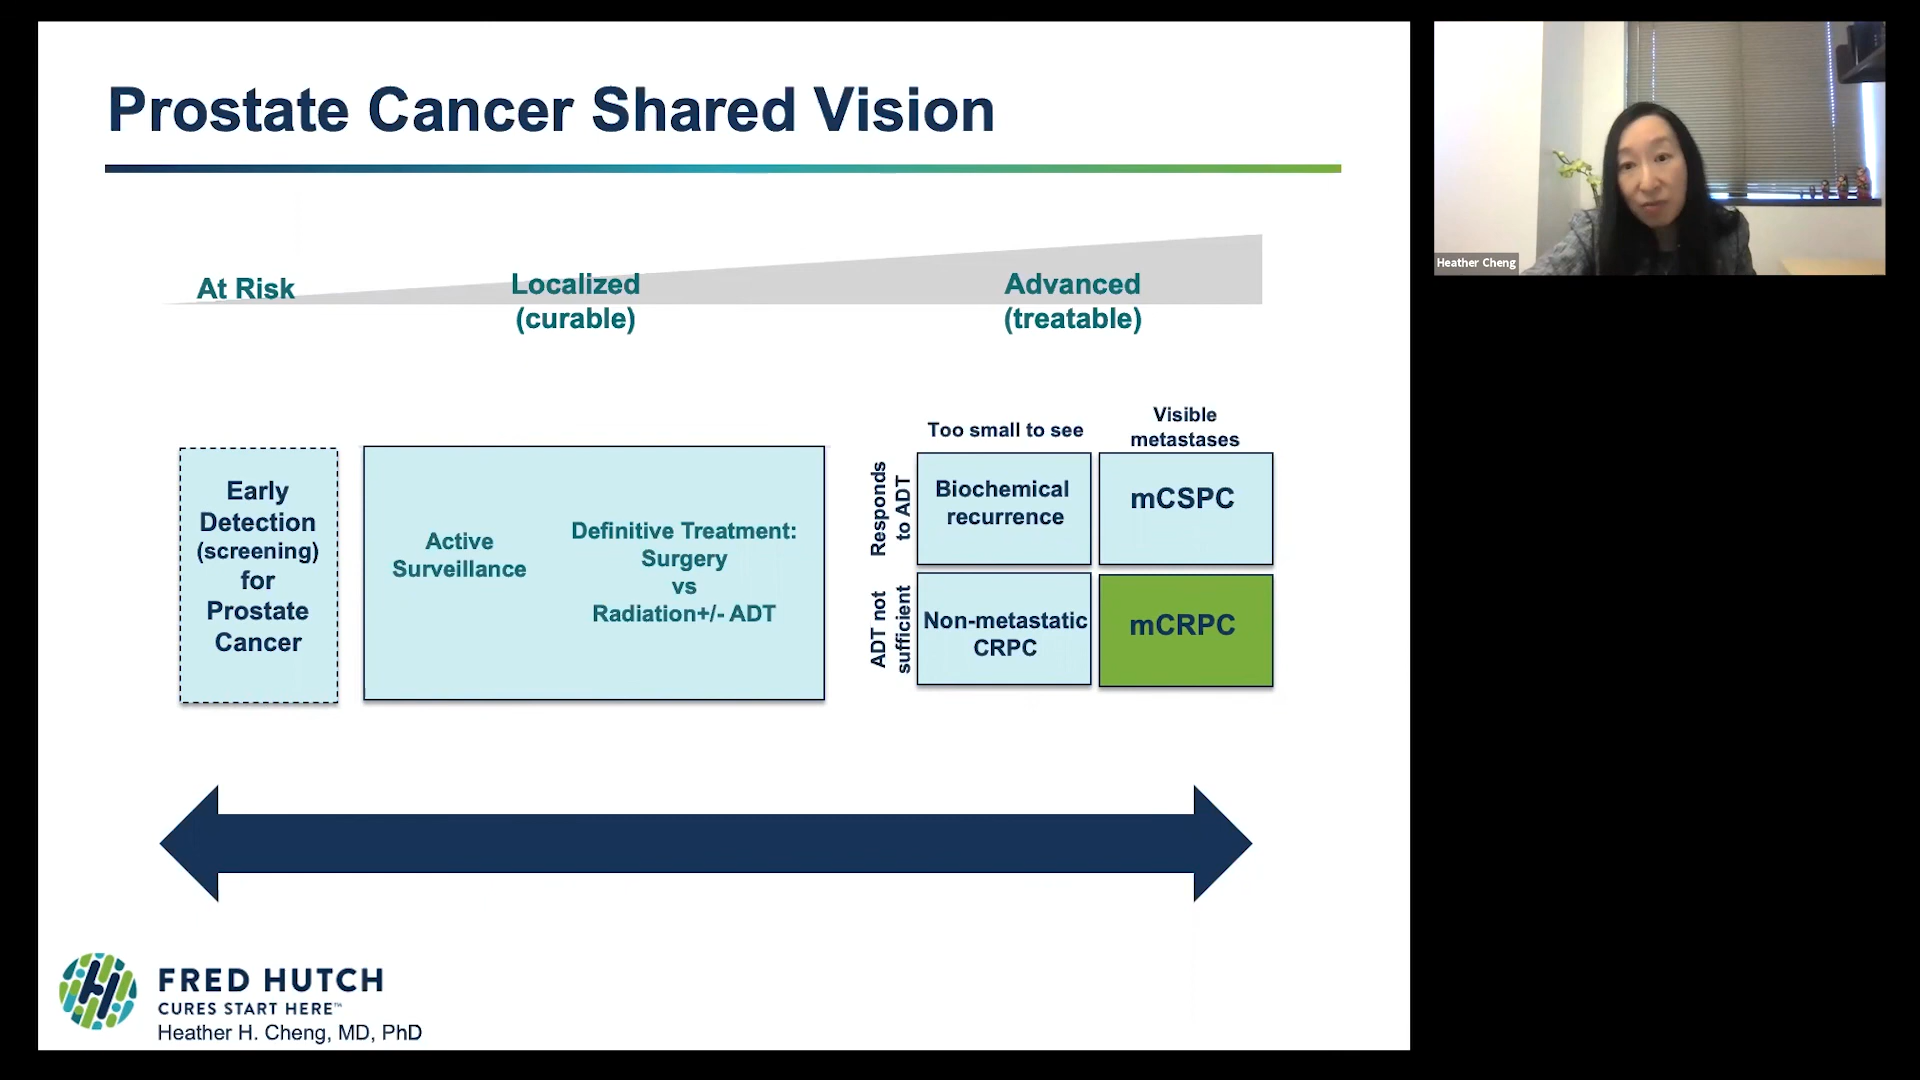 Prostate Cancer Shared Vision
At Risk
Localized
(curable)
Advanced
(treatable)
Early
Detection
(screening)
for
Prostate
Cancer
Active
Surveillance
Definitive Treatment:
Surgery
vs
Radiation+/- ADT
Too small to see
Visible
metastases
Responds
to ADT
Biochemical
recurrence
mCSPC
ADT not
sufficient
Non-metastatic
CRPC
mCRPC
FRED HUTCH
CURES START HERE™
Heather H. Cheng, MD, PhD
Heather Cheng